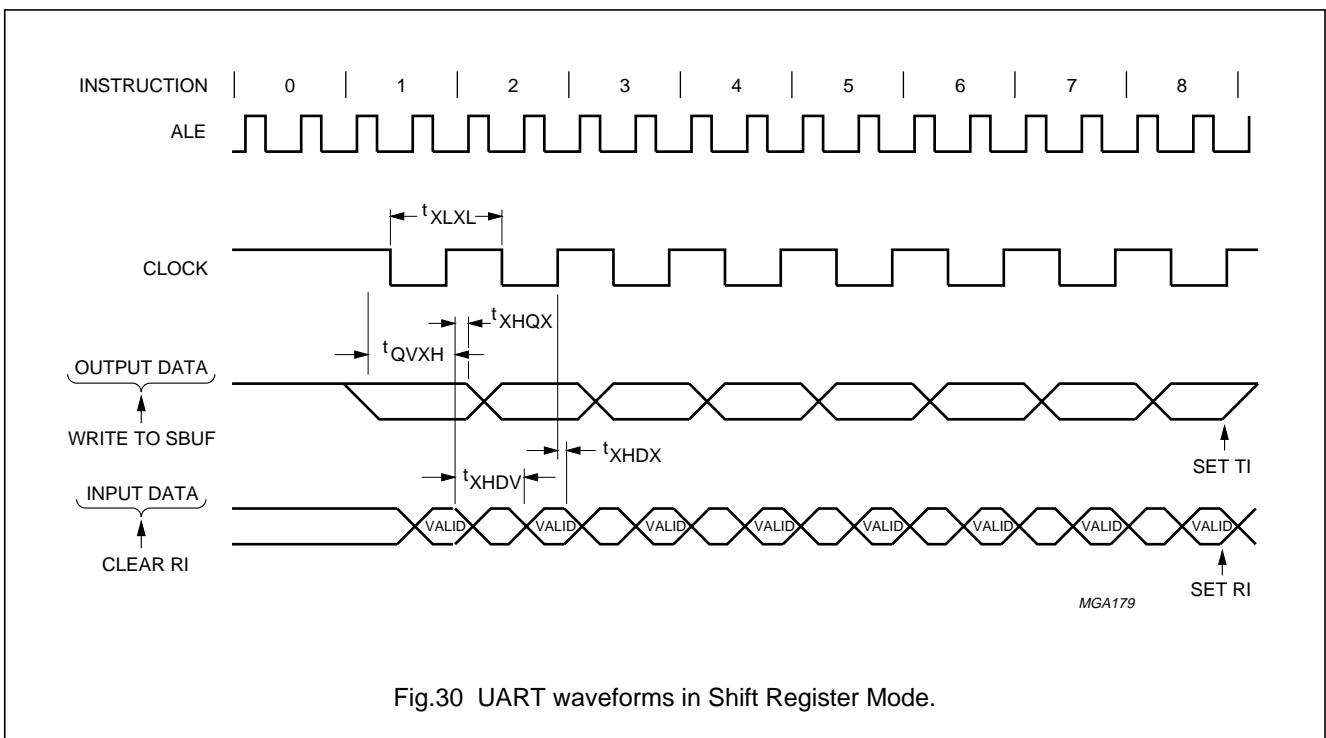 INSTRUCTION 0 1 2 3 4 5 6 7 8
ALE
tXLXL
CLOCK
tXHQX
tQVXH
OUTPUT DATA
WRITE TO SBUF
tXHDX
SET TI
tXHDV
INPUT DATA
VALID VALID VALID VALID VALID VALID VALID VALID
CLEAR RI
SET RI
MGA179
Fig.30 UART waveforms in Shift Register Mode.